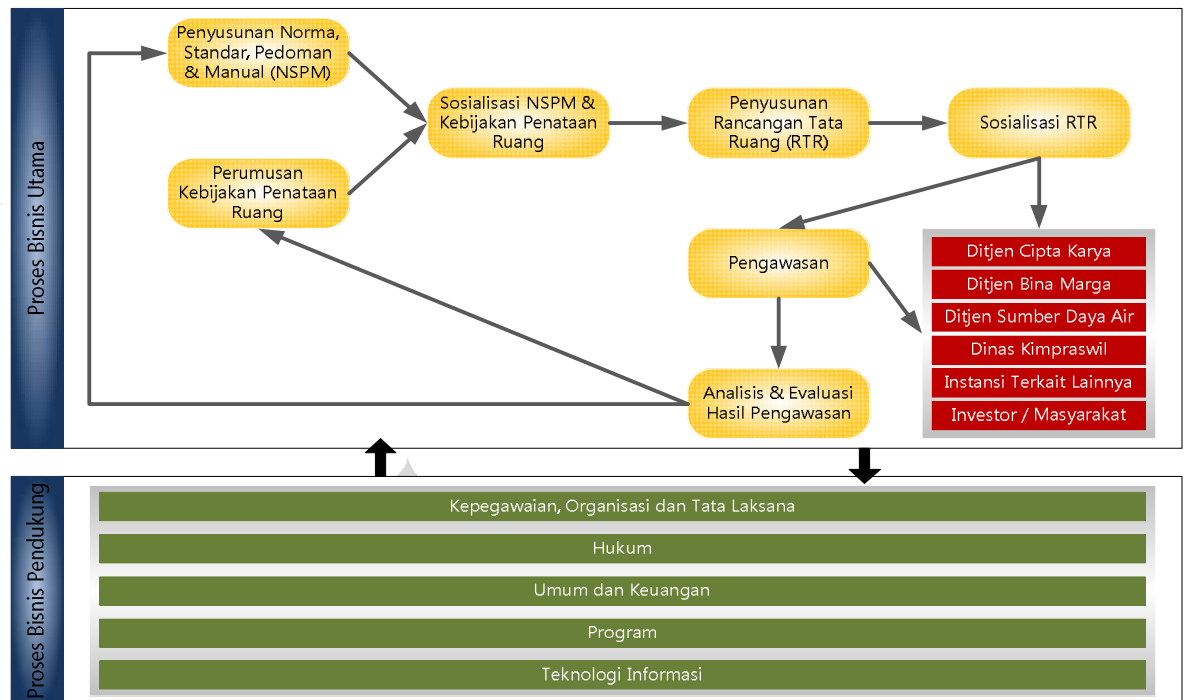 Proses Bisnis Utama
Penyusunan Norma,
Standar, Pedoman
& Manual (NSPM)
Perumusan
Kebijakan Penataan
Ruang
Sosialisasi NSPM &
Kebijakan Penataan
Ruang
Penyusunan
Rancangan Tata
Ruang (RTR)
Sosialisasi RTR
Pengawasan
Analisis & Evaluasi
Hasil Pengawasan
Ditjen Cipta Karya
Ditjen Bina Marga
Ditjen Sumber Daya Air
Dinas Kimpraswil
Instansi Terkait Lainnya
Investor / Masyarakat
Proses Bisnis Pendukung
Kepegawaian, Organisasi dan Tata Laksana
Hukum
Umum dan Keuangan
Program
Teknologi Informasi